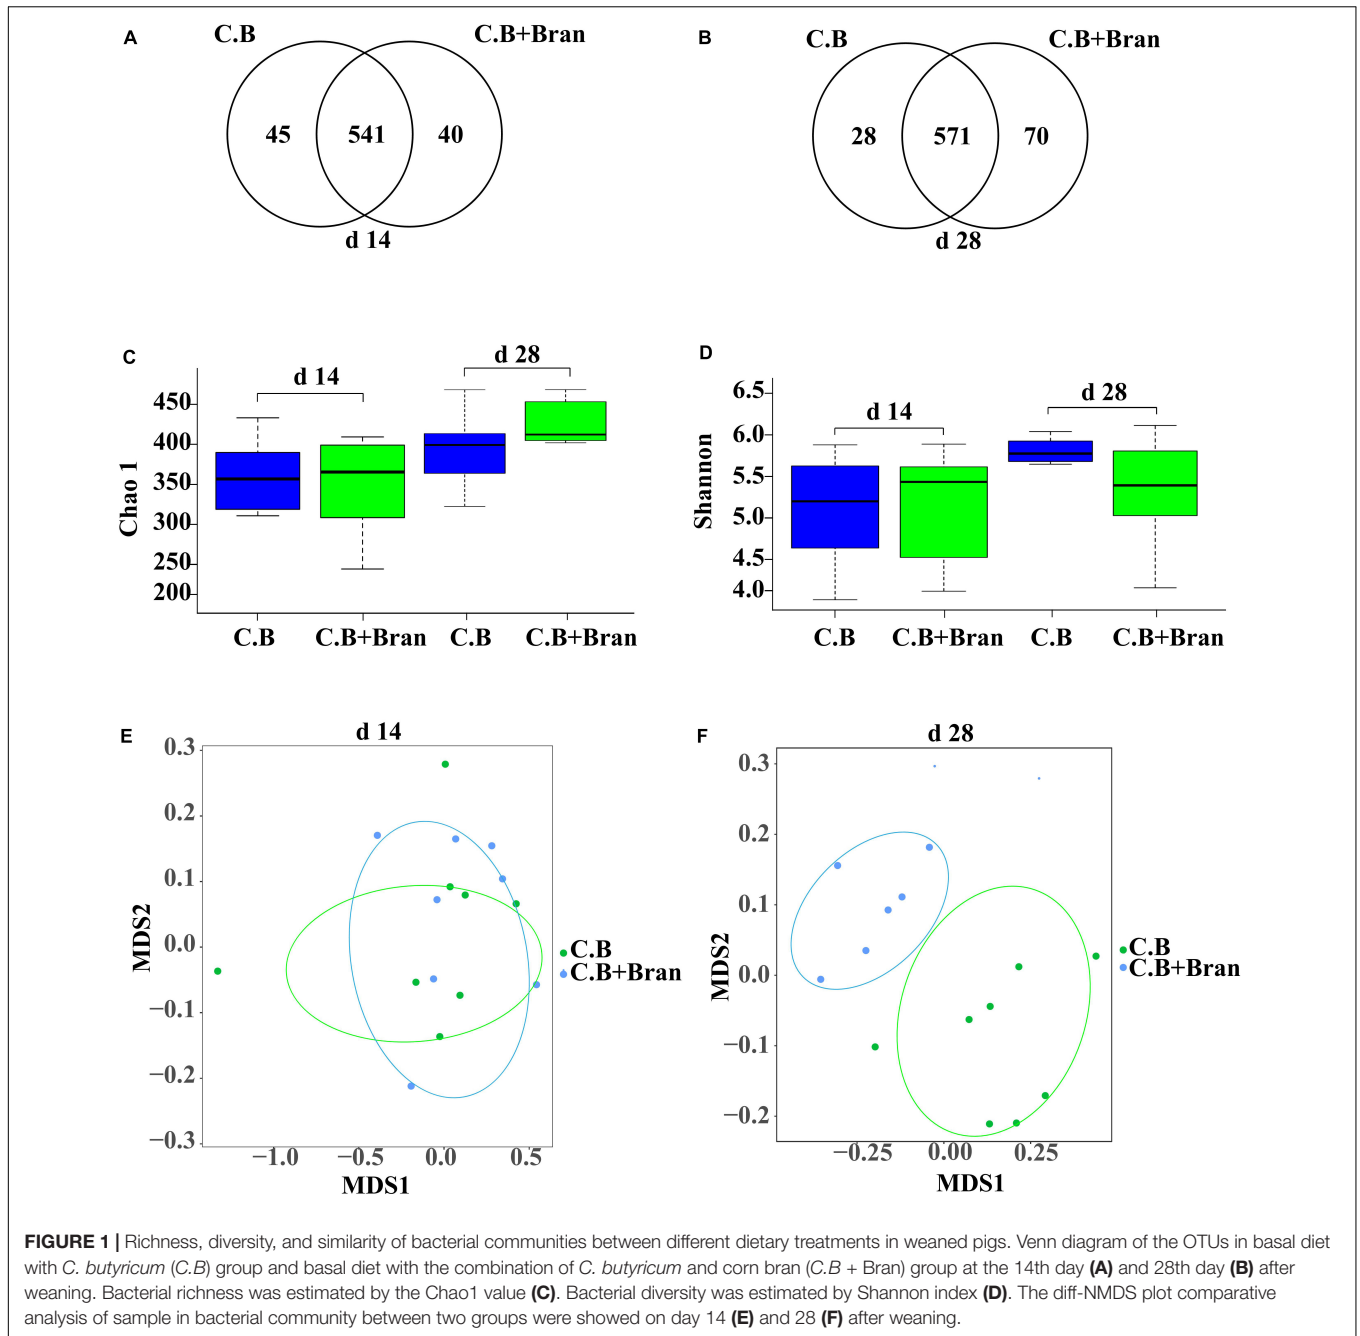 A
C.B
C.B+Bran
45
541
40
d 14
B
C.B
C.B+Bran
28
571
70
d 28
C
d 14
d 28
Chao 1
450
400
350
300
250
200
C.B
C.B+Bran
C.B
C.B+Bran
D
d 14
d 28
Shannon
6.5
6.0
5.5
5.0
4.5
4.0
C.B
C.B+Bran
C.B
C.B+Bran
E
d 14
MDS2
0.3
0.2
0.1
0.0
−0.1
−0.2
−0.3
−1.0
−0.5
0.0
0.5
MDS1
C.B
C.B+Bran
F
d 28
MDS2
0.3
0.2
0.1
0.0
−0.1
−0.2
−0.25
0.00
0.25
MDS1
C.B
C.B+Bran
FIGURE 1 | Richness, diversity, and similarity of bacterial communities between different dietary treatments in weaned pigs. Venn diagram of the OTUs in basal diet
with C. butyricum (C.B) group and basal diet with the combination of C. butyricum and corn bran (C.B + Bran) group at the 14th day (A) and 28th day (B) after
weaning. Bacterial richness was estimated by the Chao1 value (C). Bacterial diversity was estimated by Shannon index (D). The diff-NMDS plot comparative
analysis of sample in bacterial community between two groups were showed on day 14 (E) and 28 (F) after weaning.